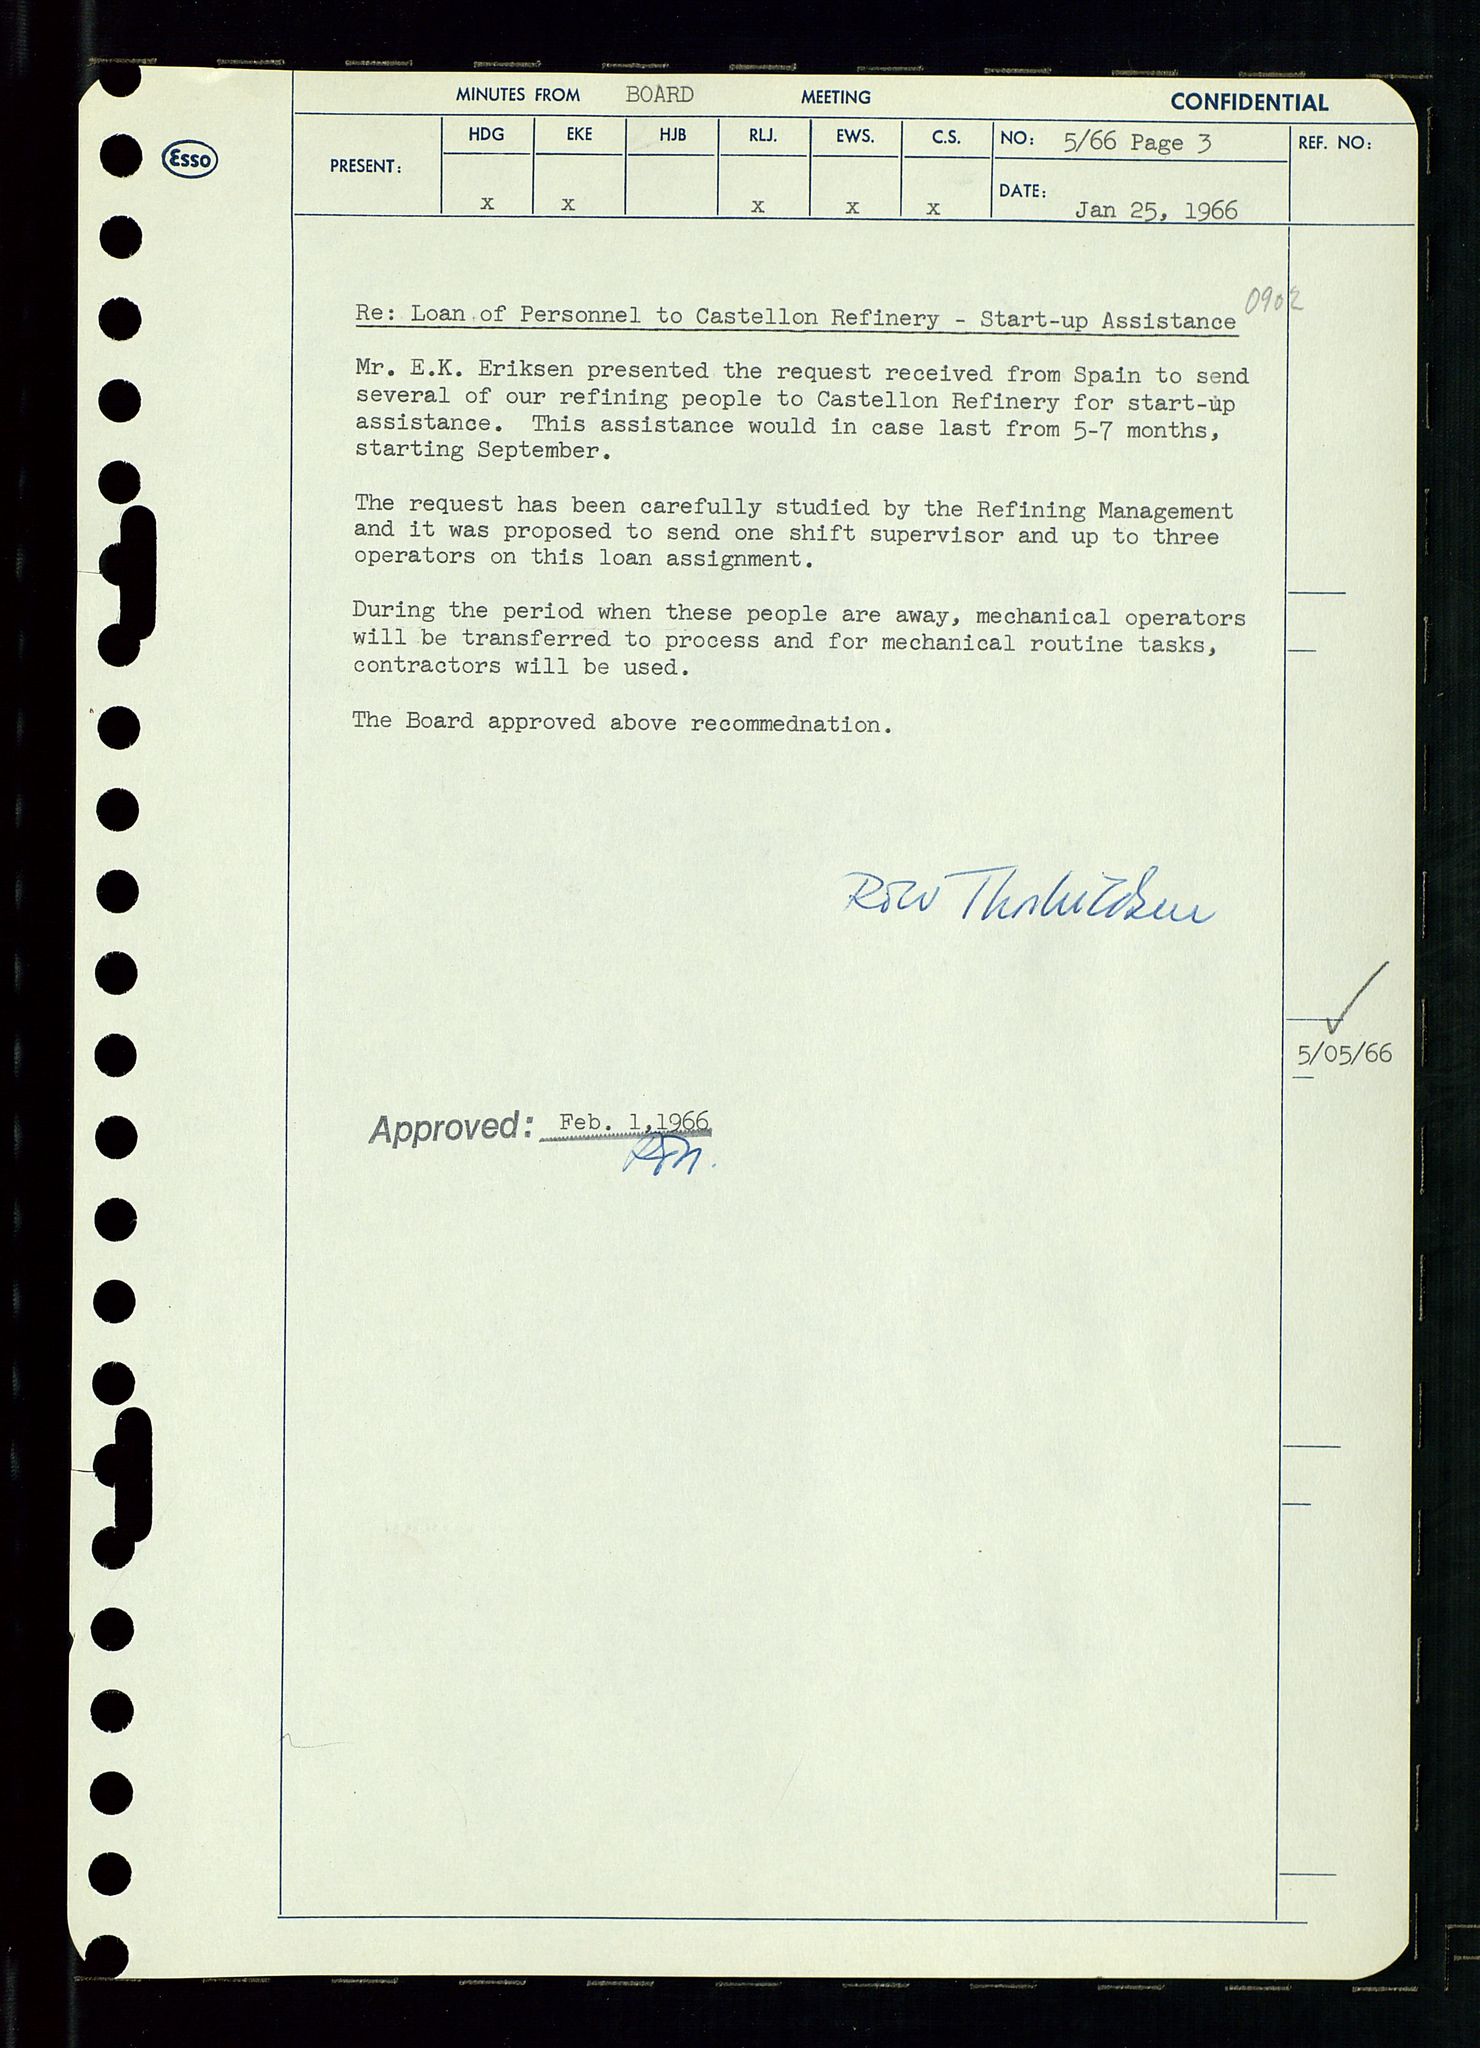 MINUTES FROM BOARD MEETING CONFIDENTIAL
Esso
PRESENT: HDG EKE HJB RLJ. EWS. C.S. NO: 5/66 Page 3 REF. NO:
x x x x x DATE: Jan 25, 1966
0902
Re: Loan of Personnel to Castellon Refinery - Start-up Assistance
Mr. E.K. Eriksen presented the request received from Spain to send
several of our refining people to Castellon Refinery for start-up
assistance. This assistance would in case last from 5-7 months,
starting September.
The request has been carefully studied by the Refining Management
and it was proposed to send one shift supervisor and up to three
operators on this loan assignment.
During the period when these people are away, mechanical operators
will be transferred to process and for mechanical routine tasks,
contractors will be used.
The Board approved above recommednation.
5/05/66
Approved: Feb. 1,1966